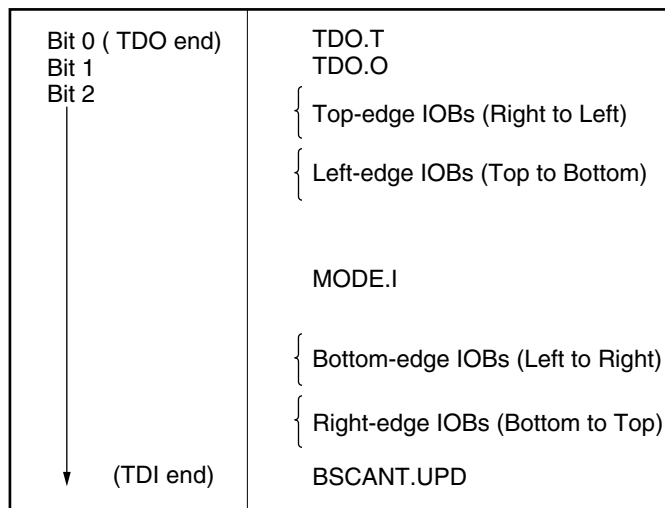 Bit 0 ( TDO end) TDO.T
Bit 1 TDO.O
Bit 2
Top-edge IOBs (Right to Left)
Left-edge IOBs (Top to Bottom)
MODE.I
Bottom-edge IOBs (Left to Right)
Right-edge IOBs (Bottom to Top)
(TDI end) BSCANT.UPD